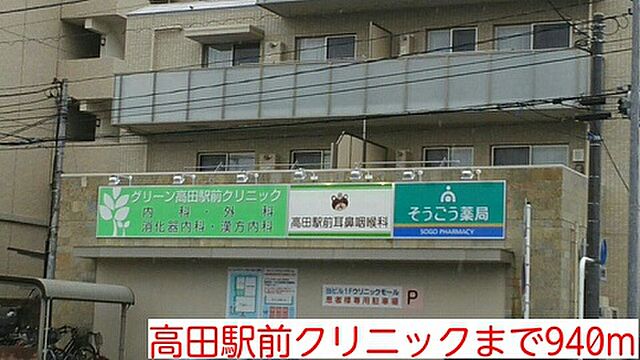 グリーン高田駅前クリニック
内科・外科
消化器内科・漢方内科
高田駅前耳鼻咽喉科
そうごう薬局
SOGO PHARMACY
当ビル1Fクリニックモール
患者様専用駐車場
P
高田駅前クリニックまで940m